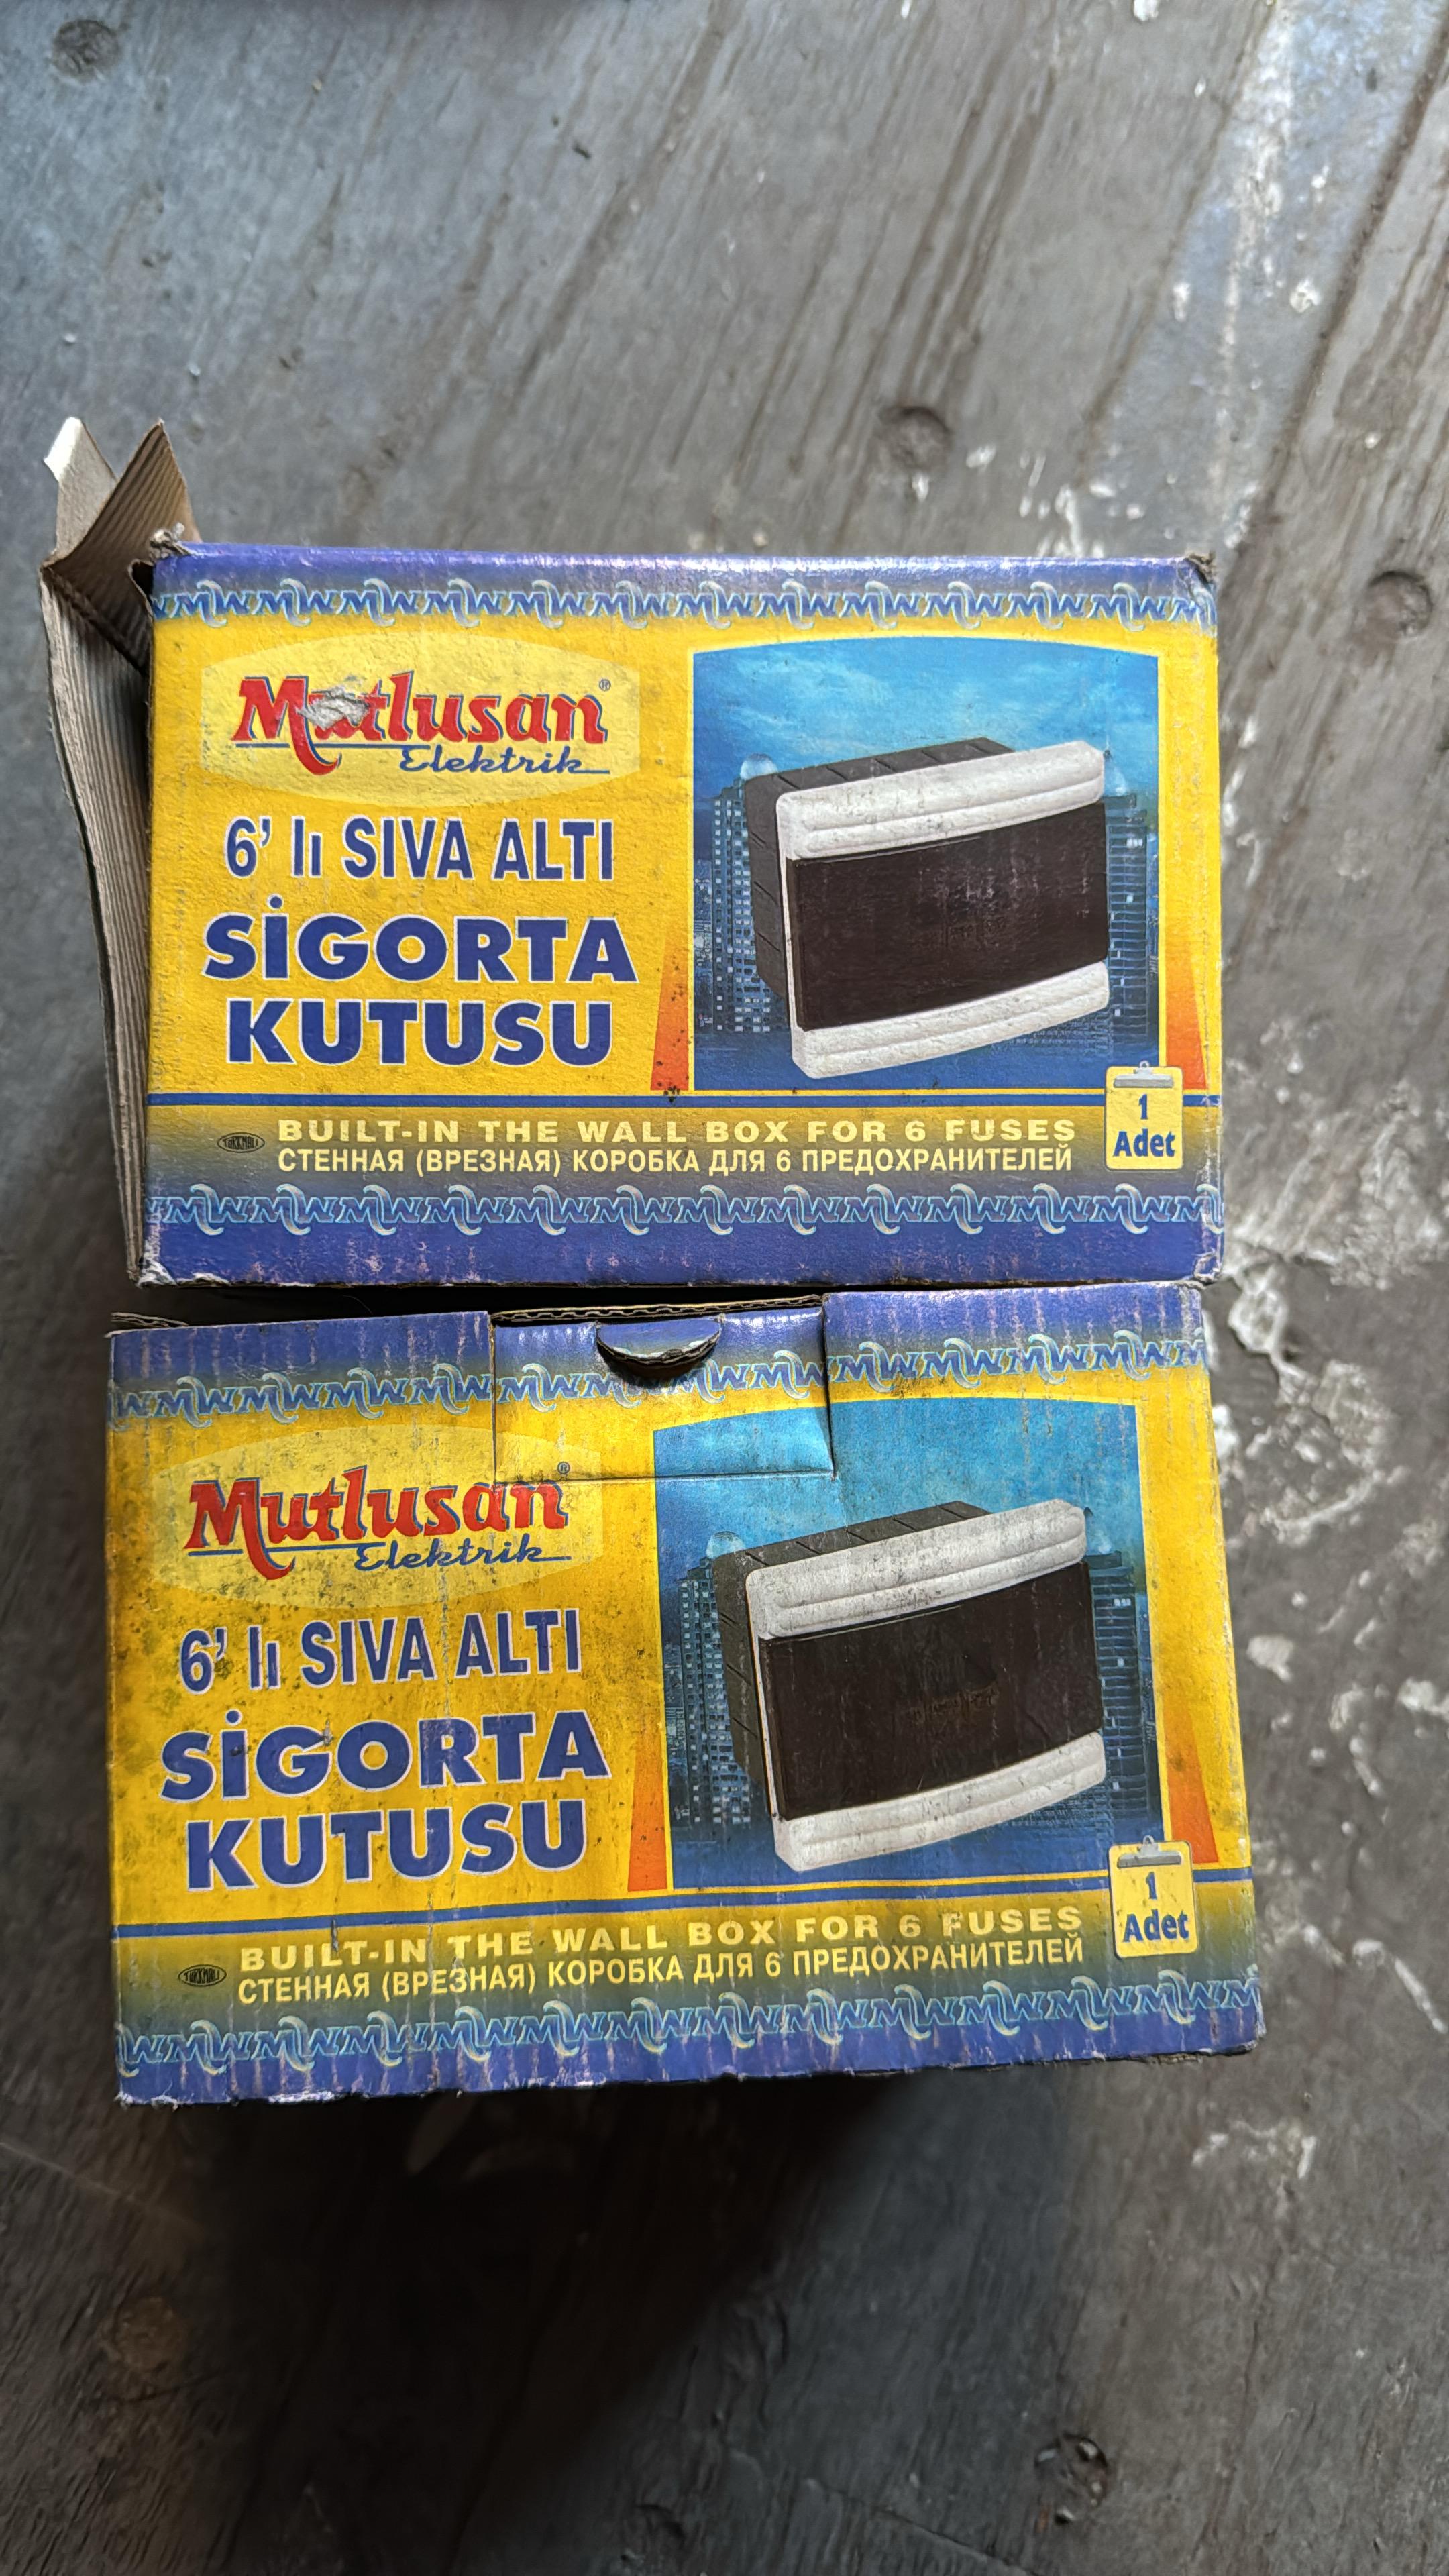 Mutlusan®
Elektrik
6' lı SIVA ALTI
SİGORTA
KUTUSU
BUILT-IN THE WALL BOX FOR 6 FUSES
СТЕННАЯ (ВРЕЗНАЯ) КОРОБКА ДЛЯ 6 ПРЕДОХРАНИТЕЛЕЙ
1
Adet
Mutlusan®
Elektrik
6' lı SIVA ALTI
SİGORTA
KUTUSU
BUILT-IN THE WALL BOX FOR 6 FUSES
СТЕННАЯ (ВРЕЗНАЯ) КОРОБКА ДЛЯ 6 ПРЕДОХРАНИТЕЛЕЙ
1
Adet